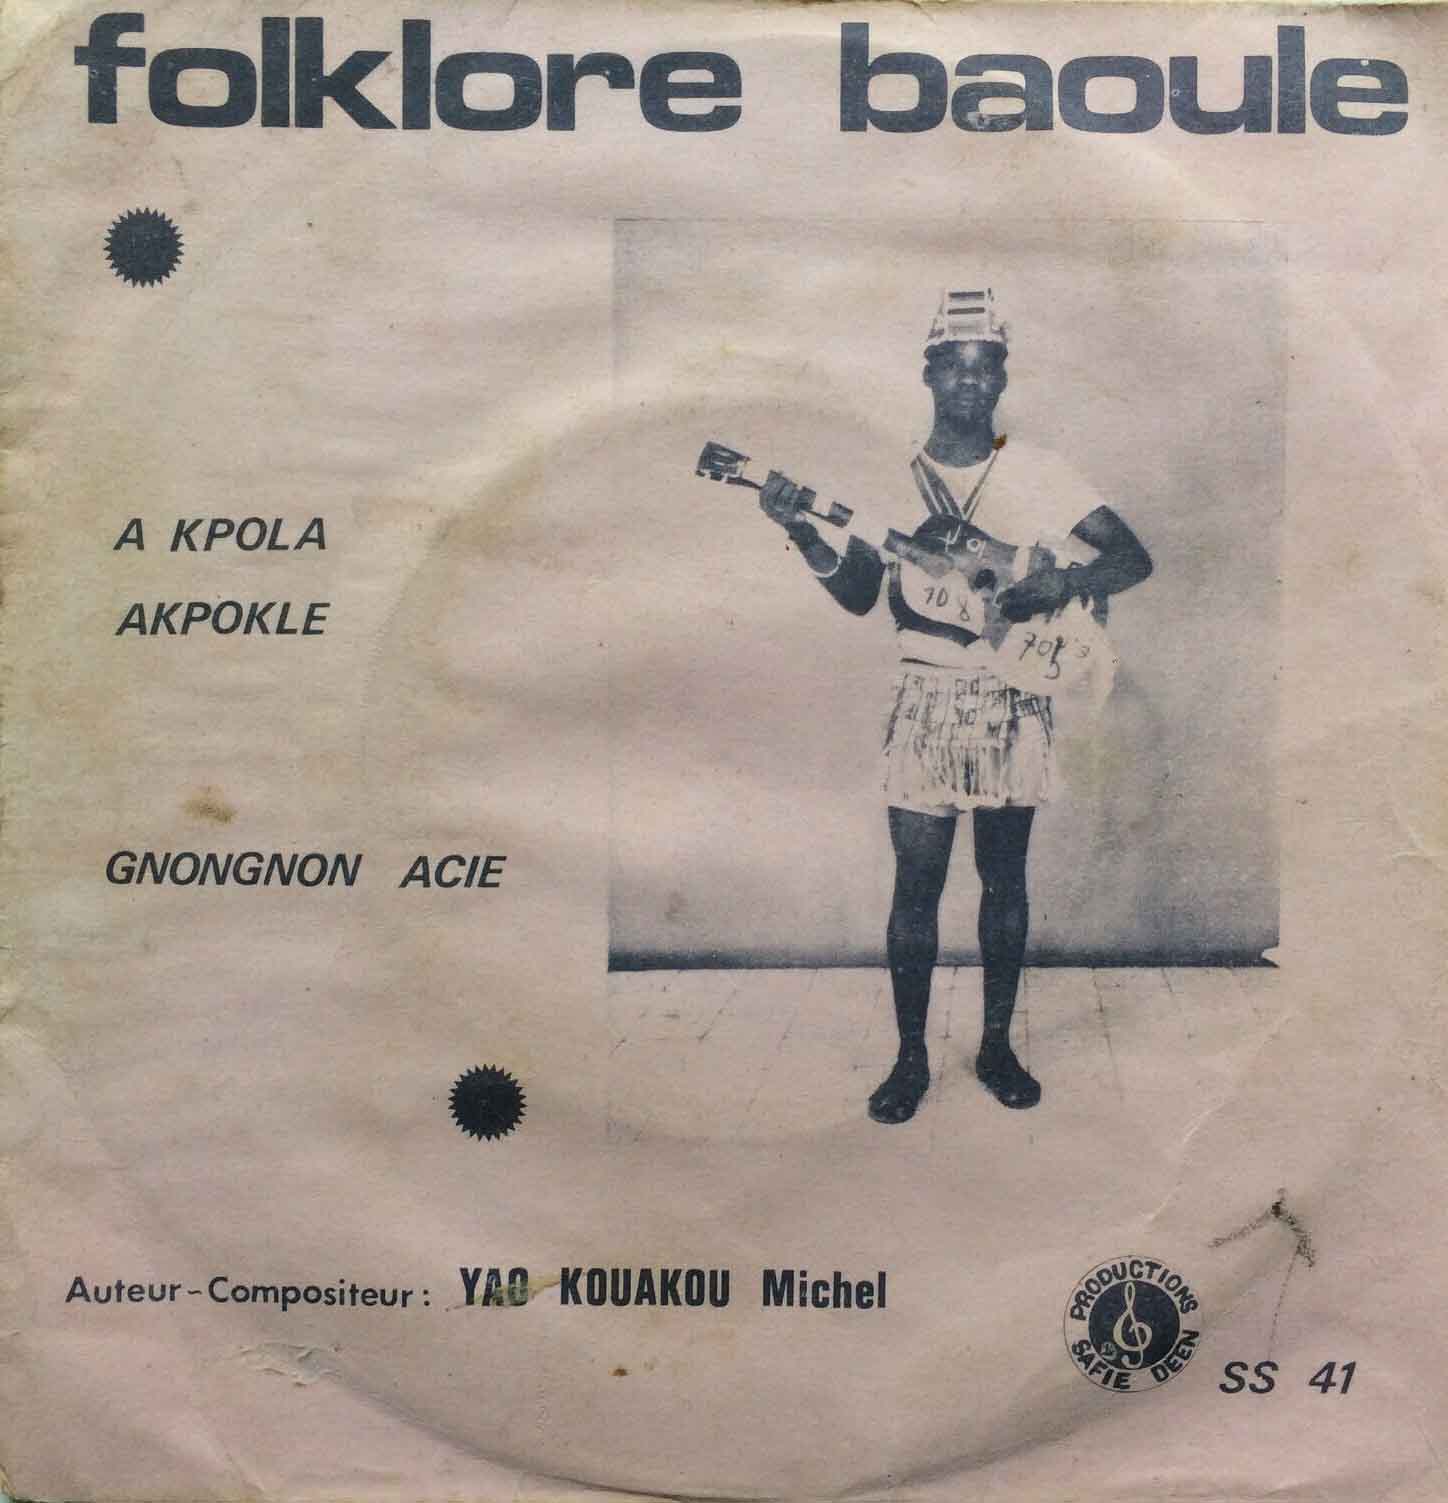 folklore baoule
A KPOLA
AKPOKLE
GNONGNON ACIE
Auteur-Compositeur: YAO KOUAKOU Michel
PRODUCTIONS
SAFIE DEEN
SS 41